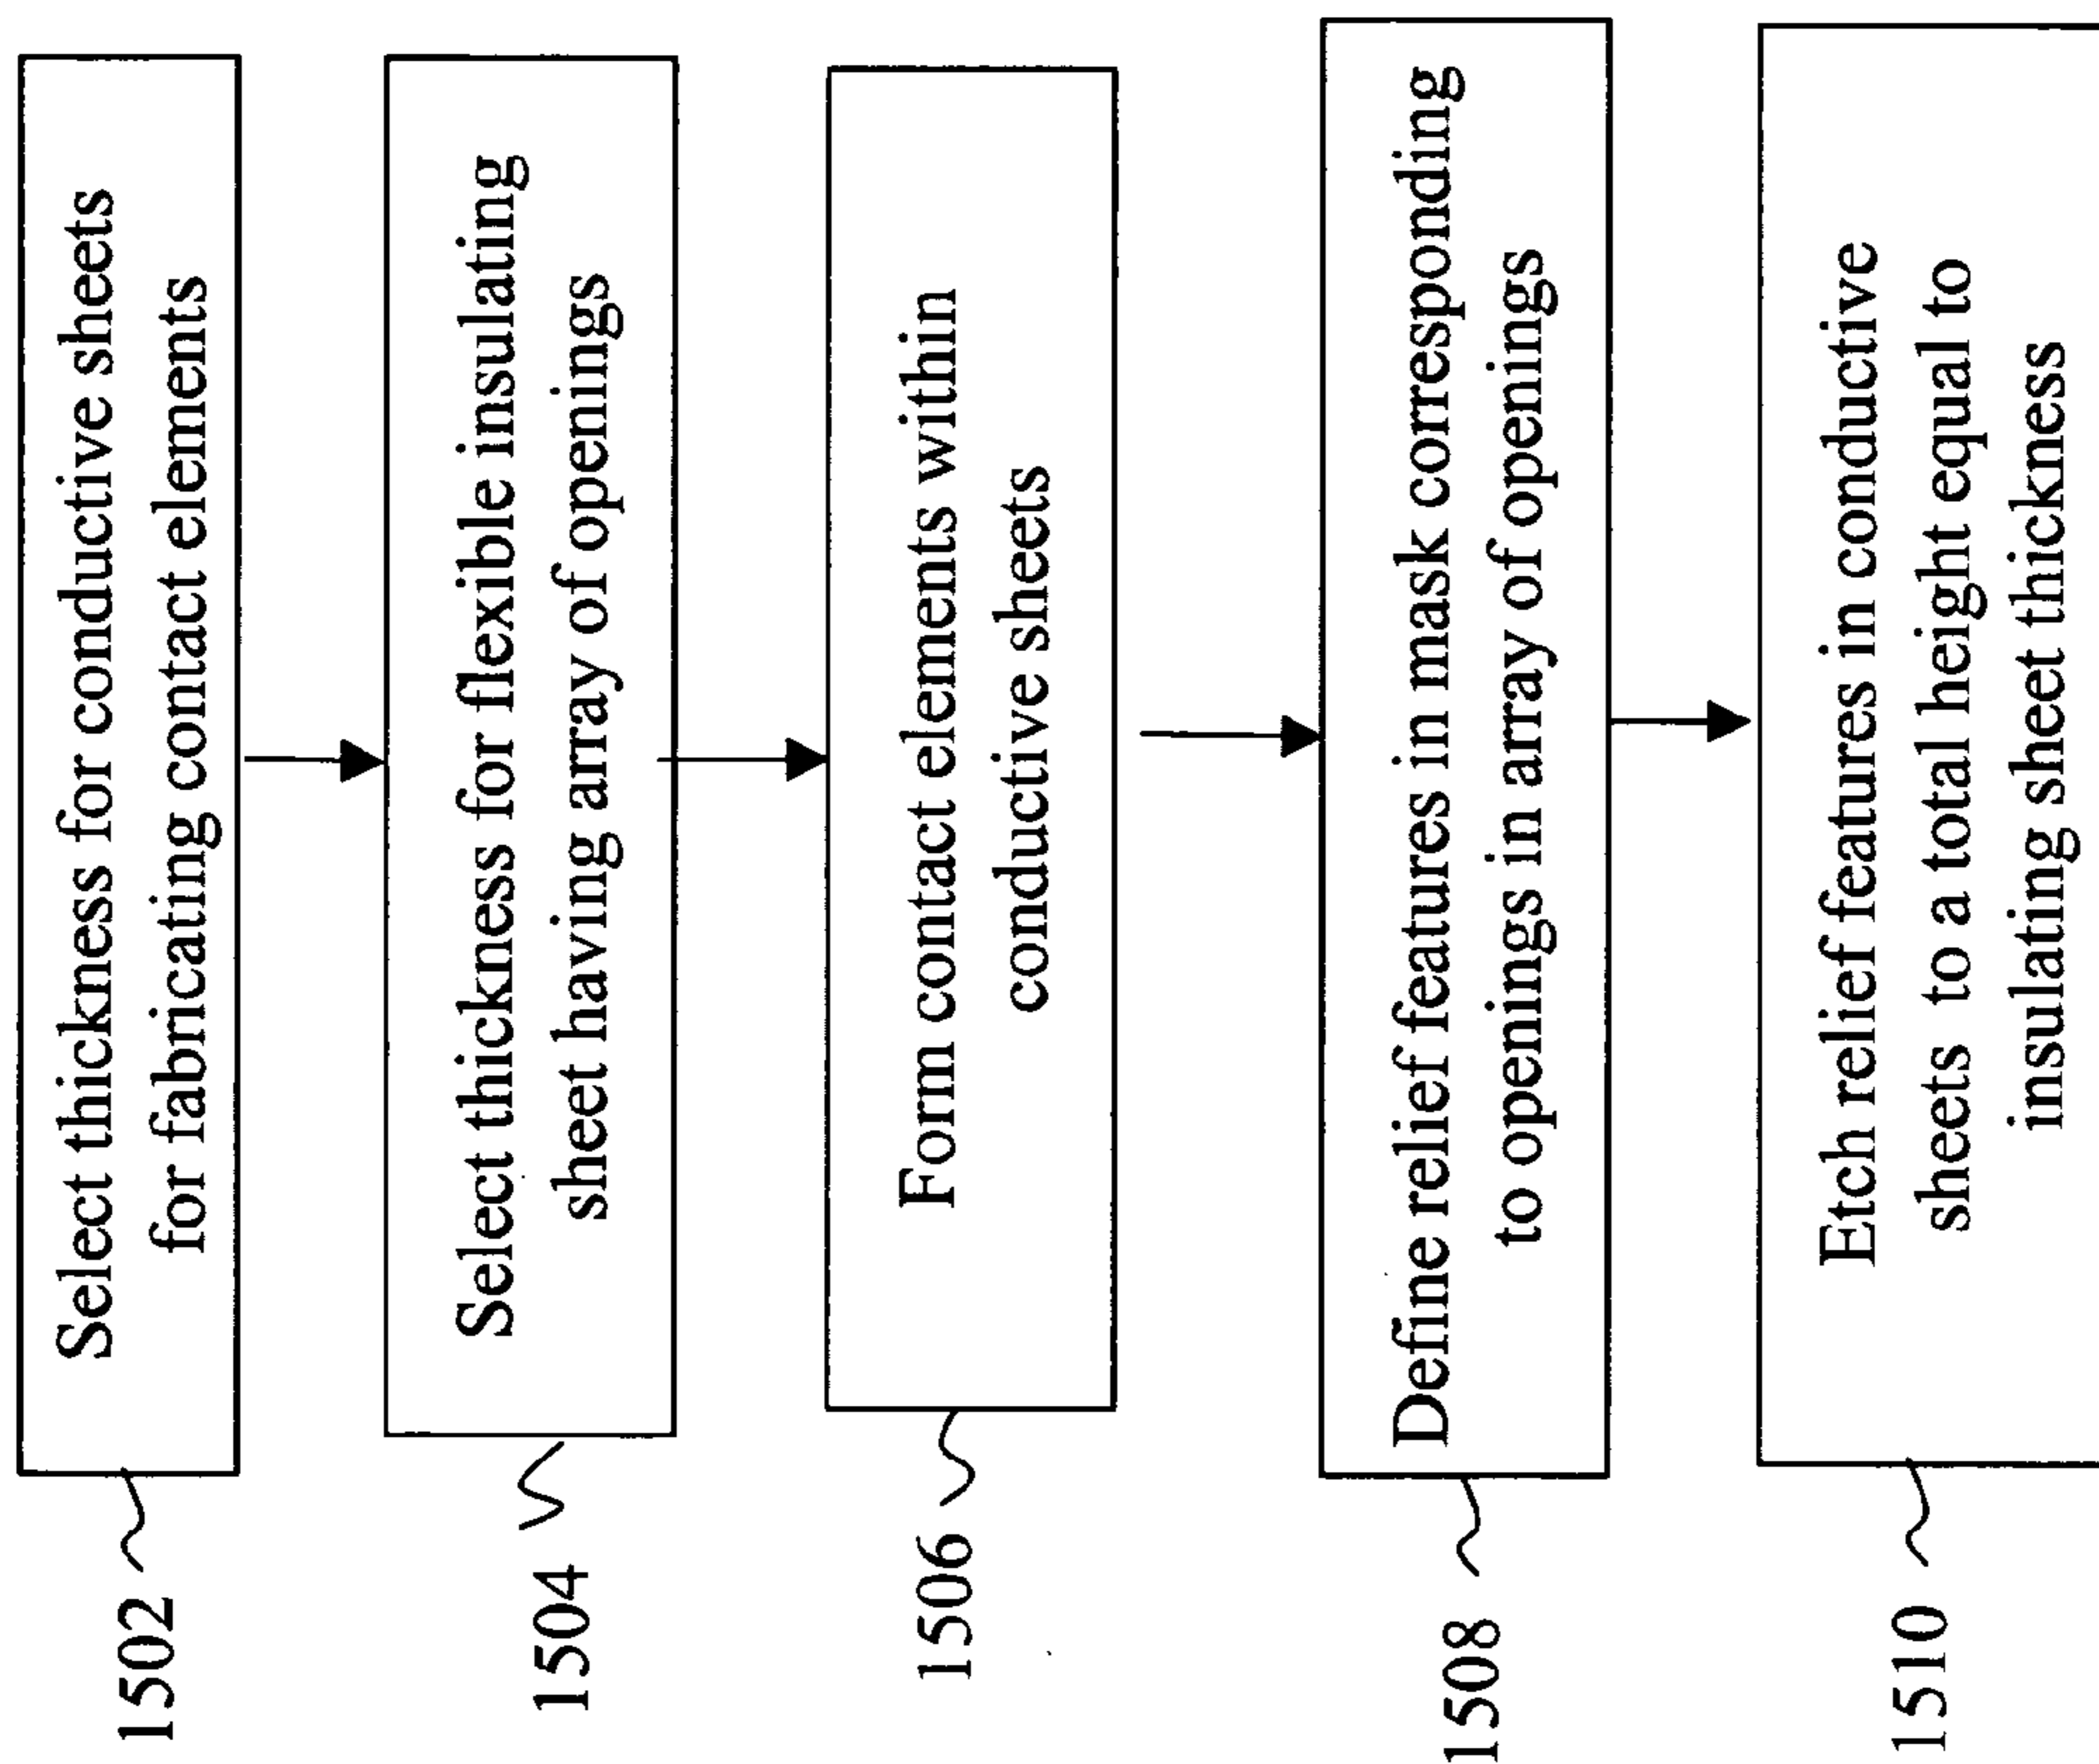 1502
Select thickness for conductive sheets
for fabricating contact elements
1504
Select thickness for flexible insulating
sheet having array of openings
1506
Form contact elements within
conductive sheets
1508
Define relief features in mask corresponding
to openings in array of openings
1510
Etch relief features in conductive
sheets to a total height equal to
insulating sheet thickness